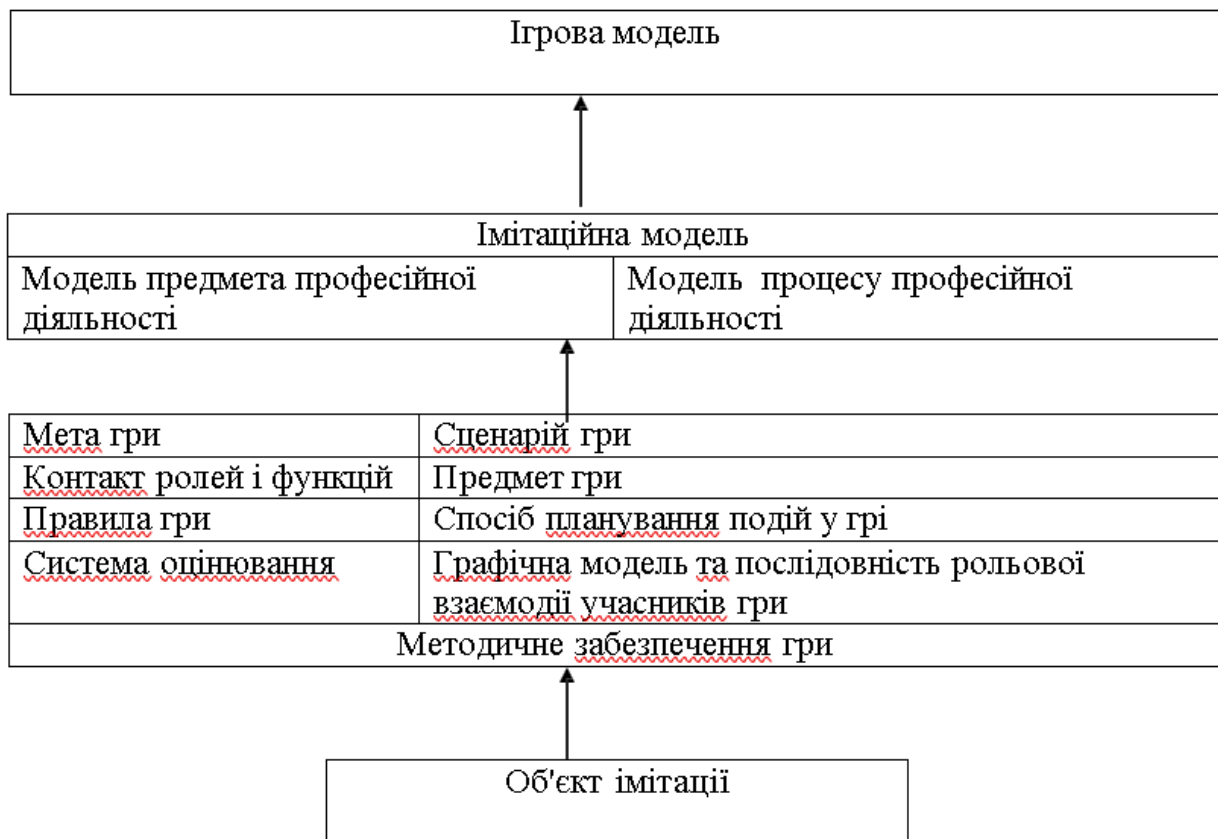 Ігрова модель
Імітаційна модель
Модель предмета професійної
діяльності
Модель процесу професійної
діяльності
Мета гри
Сценарій гри
Контакт ролей і функцій
Предмет гри
Правила гри
Спосіб планування подій у грі
Система оцінювання
Графічна модель та послідовність рольової
взаємодії учасників гри
Методичне забезпечення гри
Об'єкт імітації